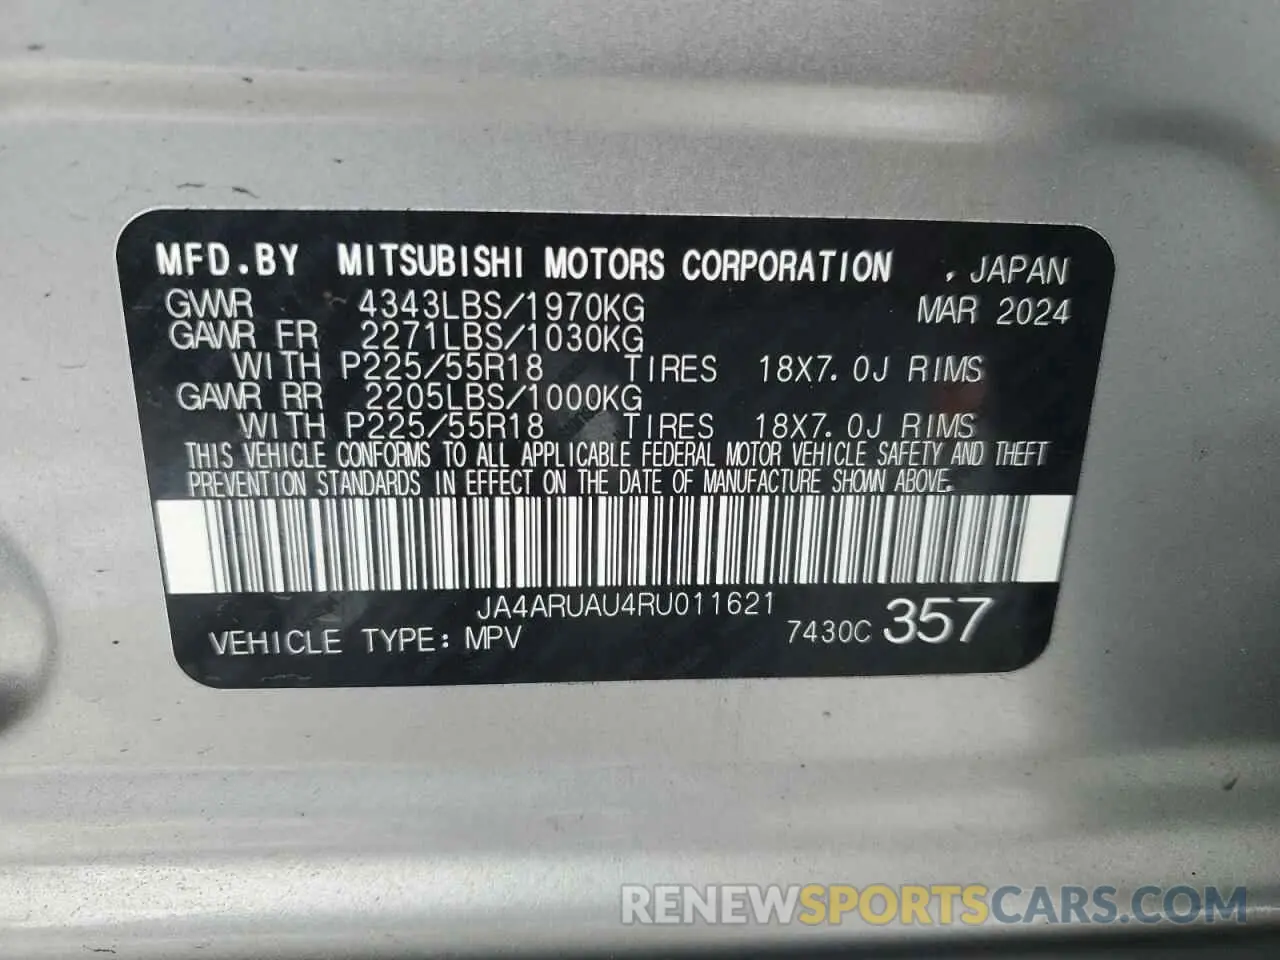 MFD.BY MITSUBISHI MOTORS CORPORATION , JAPAN
GVWR 4343LBS/1970KG MAR 2024
GAWR FR 2271LBS/1030KG
WITH P225/55R18 TIRES 18X7.0J RIMS
GAWR RR 2205LBS/1000KG
WITH P225/55R18 TIRES 18X7.0J RIMS
THIS VEHICLE CONFORMS TO ALL APPLICABLE FEDERAL MOTOR VEHICLE SAFETY AND THEFT
PREVENTION STANDARDS IN EFFECT ON THE DATE OF MANUFACTURE SHOWN ABOVE.
JA4ARUAU4RU011621
VEHICLE TYPE: MPV 7430C 357
RENEWSPORTSCARS.COM